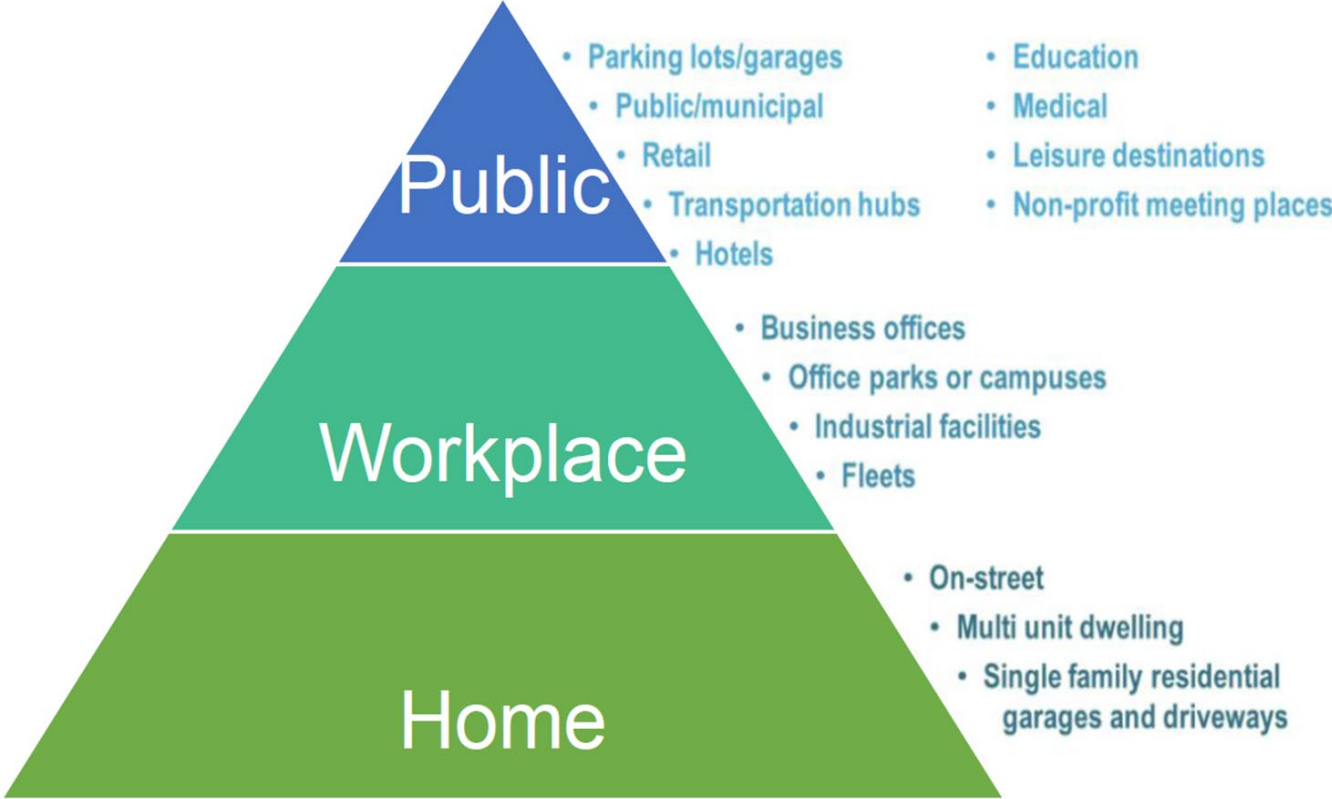 Public
• Parking lots/garages
• Public/municipal
• Retail
• Transportation hubs
• Hotels
• Education
• Medical
• Leisure destinations
• Non-profit meeting places
Workplace
• Business offices
• Office parks or campuses
• Industrial facilities
• Fleets
Home
• On-street
• Multi unit dwelling
• Single family residential
garages and driveways